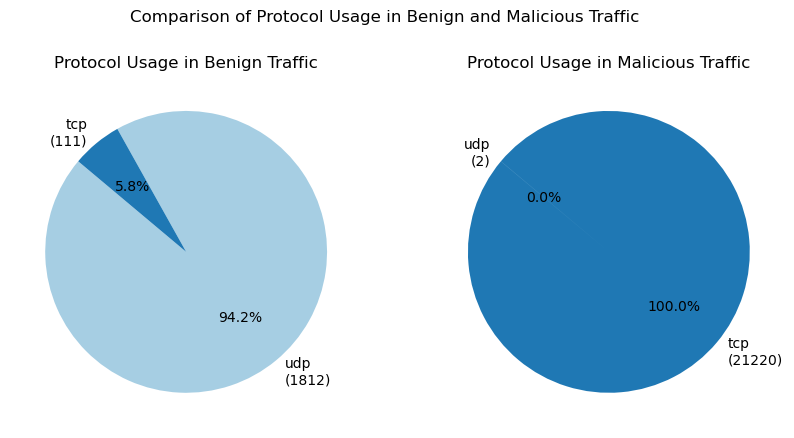 Comparison of Protocol Usage in Benign and Malicious Traffic
Protocol Usage in Benign Traffic
tcp
(111)
5.8%
94.2%
udp
(1812)
Protocol Usage in Malicious Traffic
udp
(2)
0.0%
100.0%
tcp
(21220)